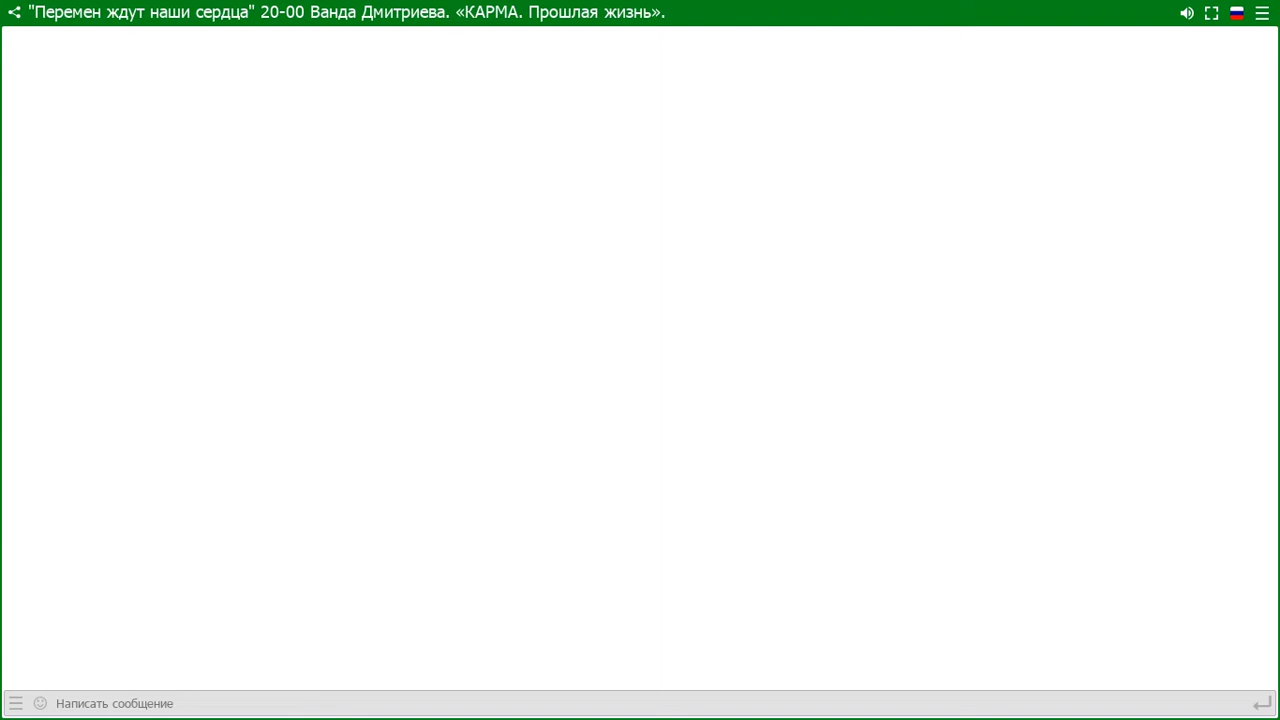 "Перемен ждут наши сердца" 20-00 Ванда Дмитриева. «КАРМА. Прошлая жизнь».
Написать сообщение